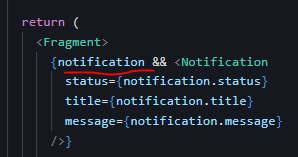 return (
<Fragment>
{notification && <Notification
status={notification.status}
title={notification.title}
message={notification.message}
/>}